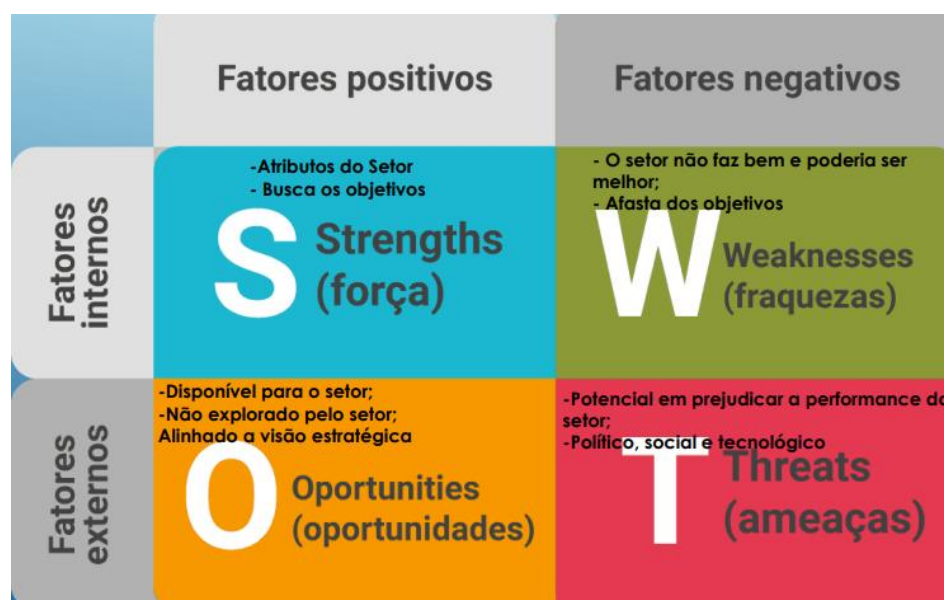 Fatores positivos
Fatores negativos
Fatores
internos
-Atributos do Setor
- Busca os objetivos
S
Strengths
(força)
- O setor não faz bem e poderia ser
melhor;
- Afasta dos objetivos
W
Weaknesses
(fraquezas)
Fatores
externos
-Disponível para o setor;
-Não explorado pelo setor;
Alinhado a visão estratégica
O
Oportunities
(oportunidades)
-Potencial em prejudicar a performance do
setor;
-Político, social e tecnológico
T
Threats
(ameaças)